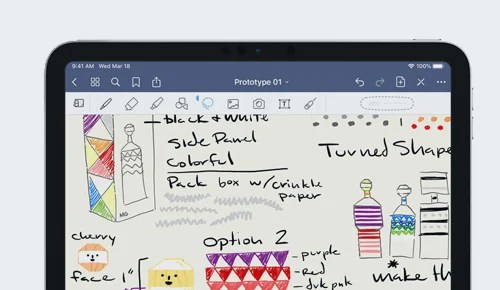 9:41 AM Wed Mar 18
100%
Prototype 01
black & white
Side Panel
Colorful
Pack box w/crinkle
paper
MG
Turned Shape
cherry
face 1"
Option 2
- purple
- Red
- drk pnk
* make th